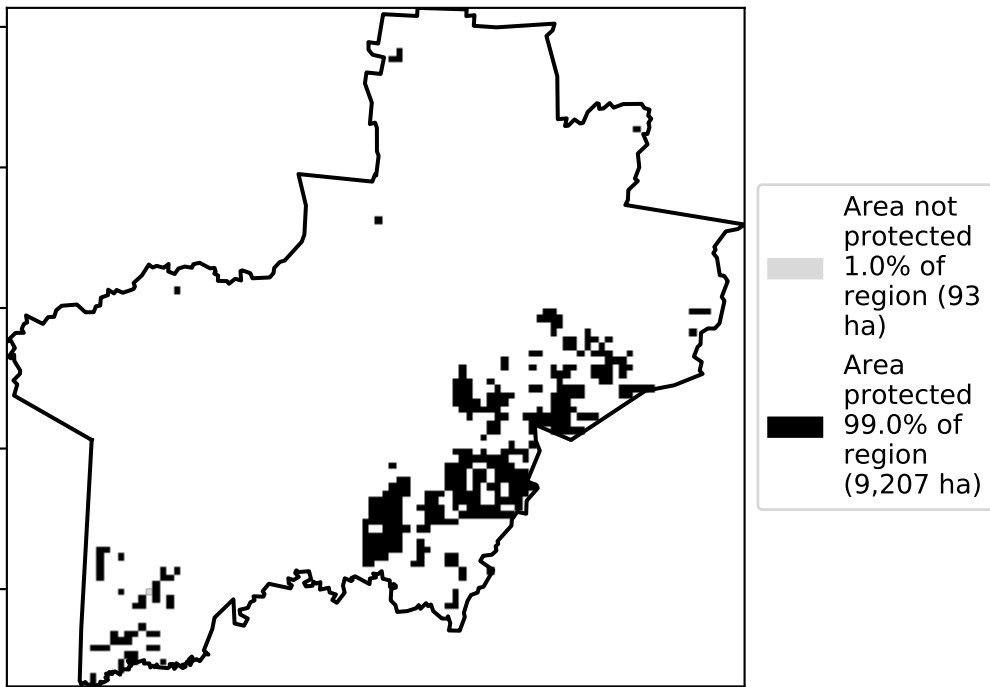 Area not
protected
1.0% of
region (93
ha)
Area
protected
99.0% of
region
(9,207 ha)